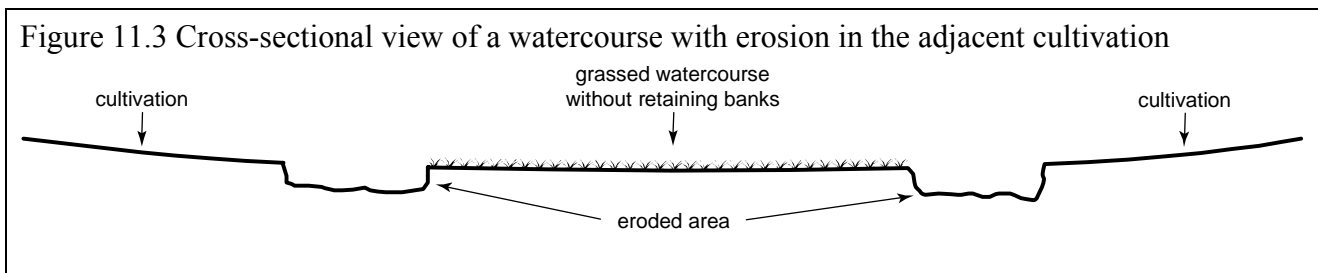 Figure 11.3 Cross-sectional view of a watercourse with erosion in the adjacent cultivation
grassed watercourse
without retaining banks
cultivation
cultivation
eroded area